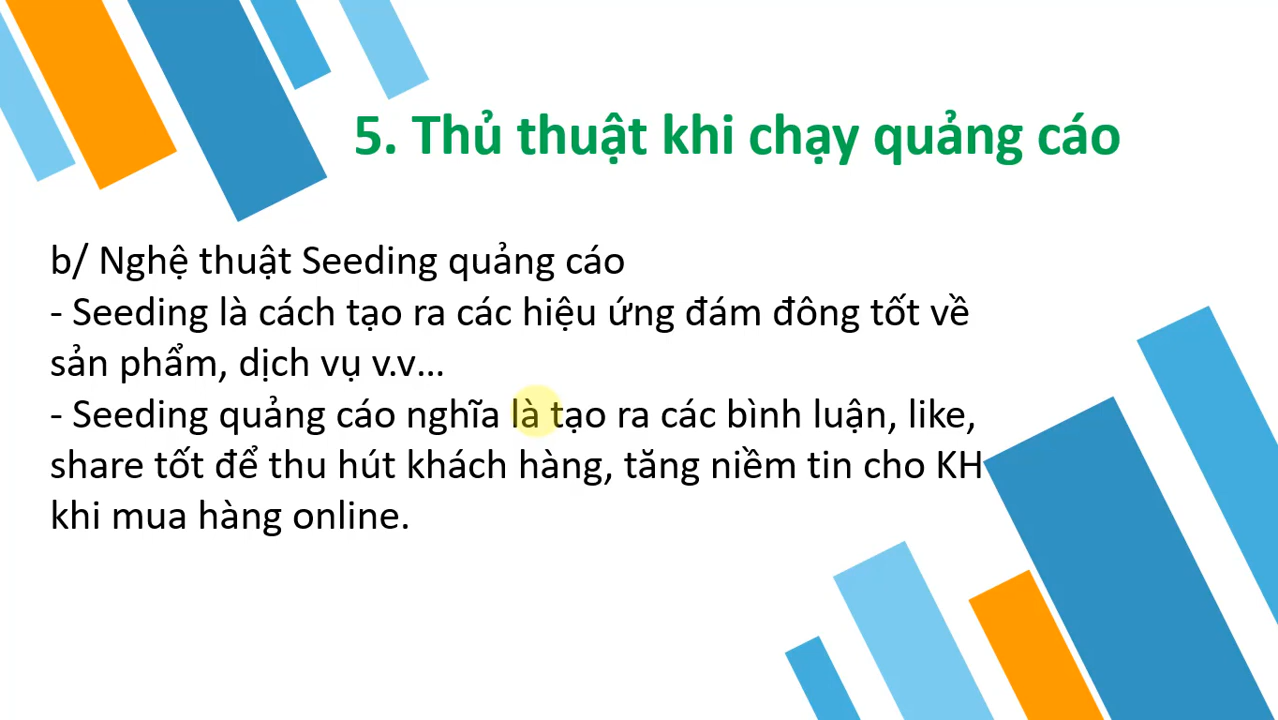 5. Thủ thuật khi chạy quảng cáo
b/ Nghệ thuật Seeding quảng cáo
- Seeding là cách tạo ra các hiệu ứng đám đông tốt về
sản phẩm, dịch vụ v.v...
- Seeding quảng cáo nghĩa là tạo ra các bình luận, like,
share tốt để thu hút khách hàng, tăng niềm tin cho KH
khi mua hàng online.